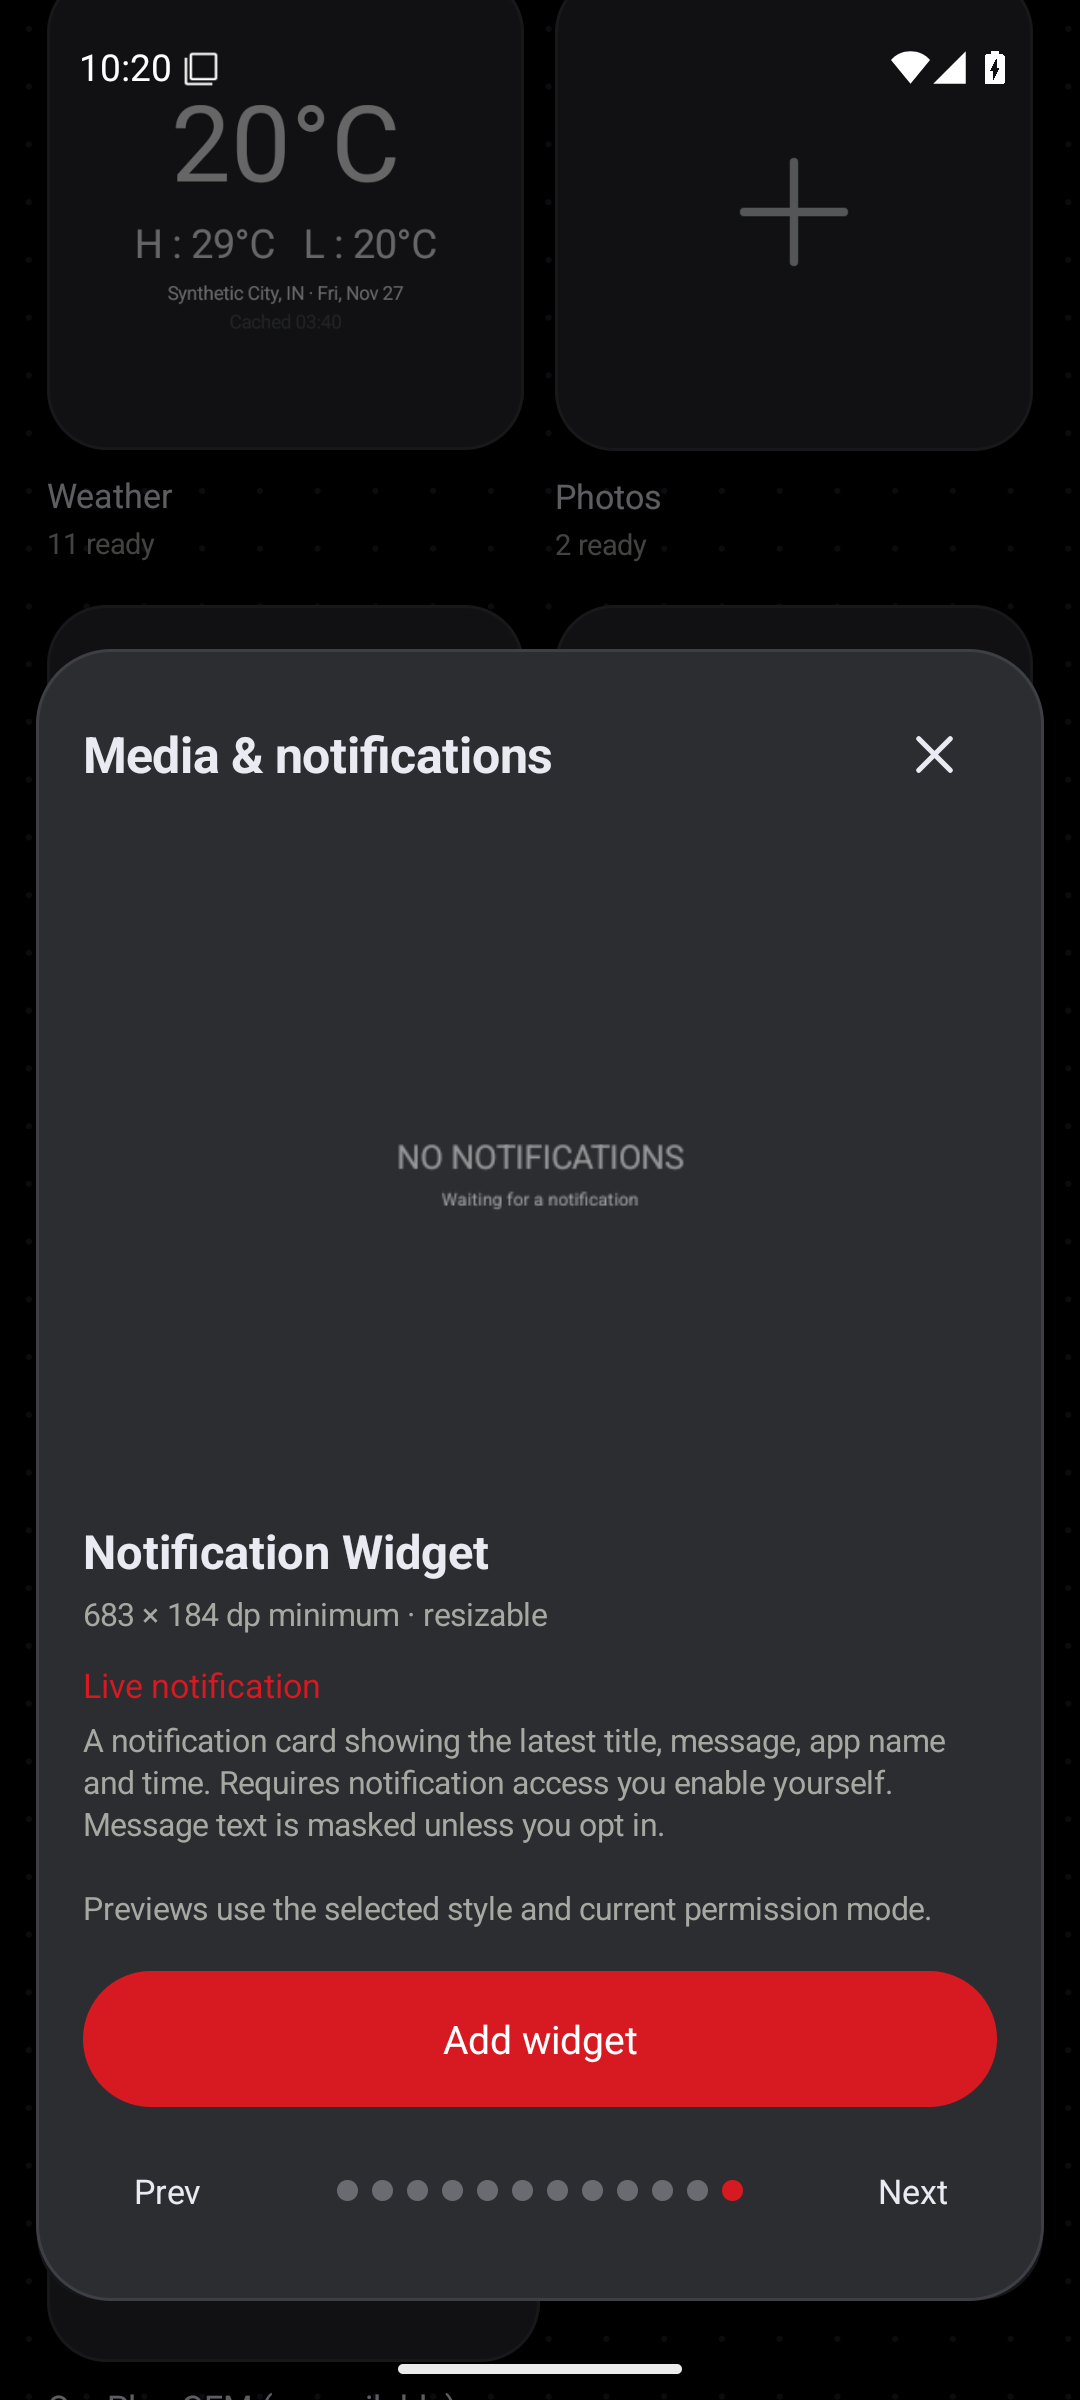 10:20
20°C
H : 29°C L : 20°C
Synthetic City, IN · Fri, Nov 27
Cached 03:40
Weather
11 ready
Photos
2 ready
Media & notifications
NO NOTIFICATIONS
Waiting for a notification
Notification Widget
683 × 184 dp minimum · resizable
Live notification
A notification card showing the latest title, message, app name
and time. Requires notification access you enable yourself.
Message text is masked unless you opt in.
Previews use the selected style and current permission mode.
Add widget
Prev
Next